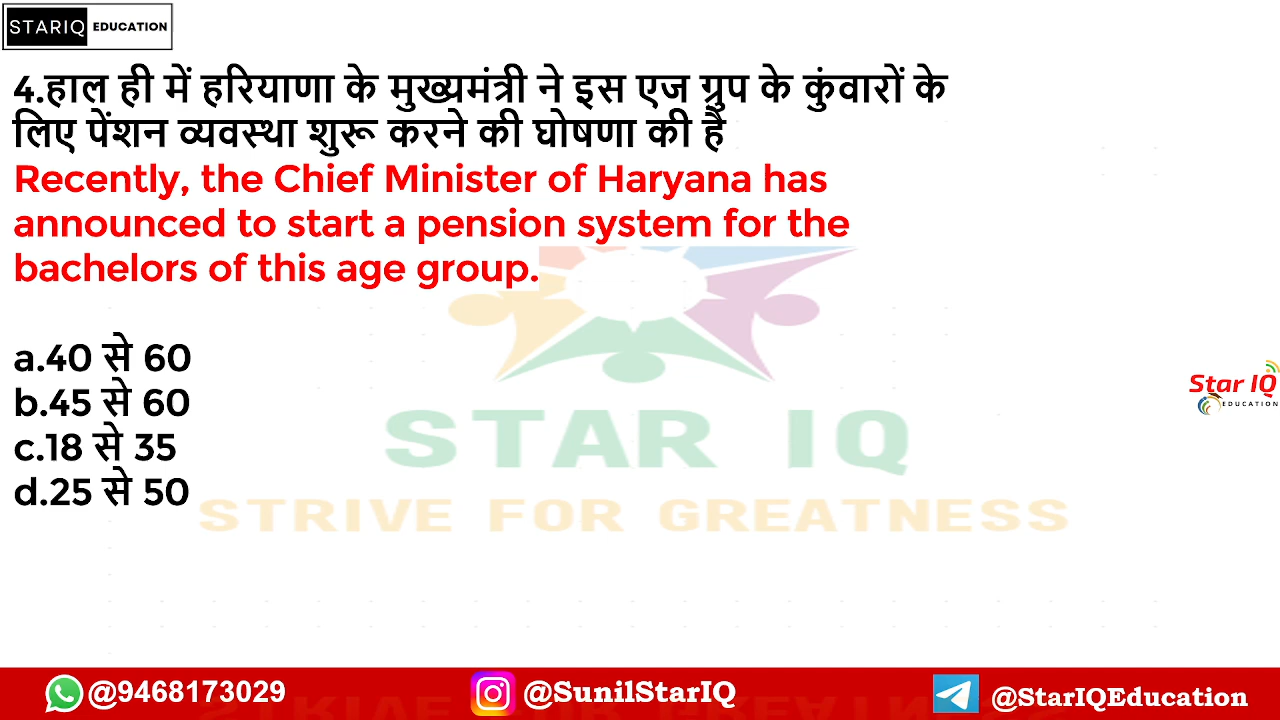 STARIQ EDUCATION
4.हाल ही में हरियाणा के मुख्यमंत्री ने इस एज ग्रुप के कुंवारों के
लिए पेंशन व्यवस्था शुरू करने की घोषणा की है
Recently, the Chief Minister of Haryana has
announced to start a pension system for the
bachelors of this age group.
a.40 से 60
b.45 से 60
c.18 से 35
d.25 से 50
Star IQ
EDUCATION
STAR IQ
STRIVE FOR GREATNESS
@9468173029 @SunilStarIQ @StarIQEducation